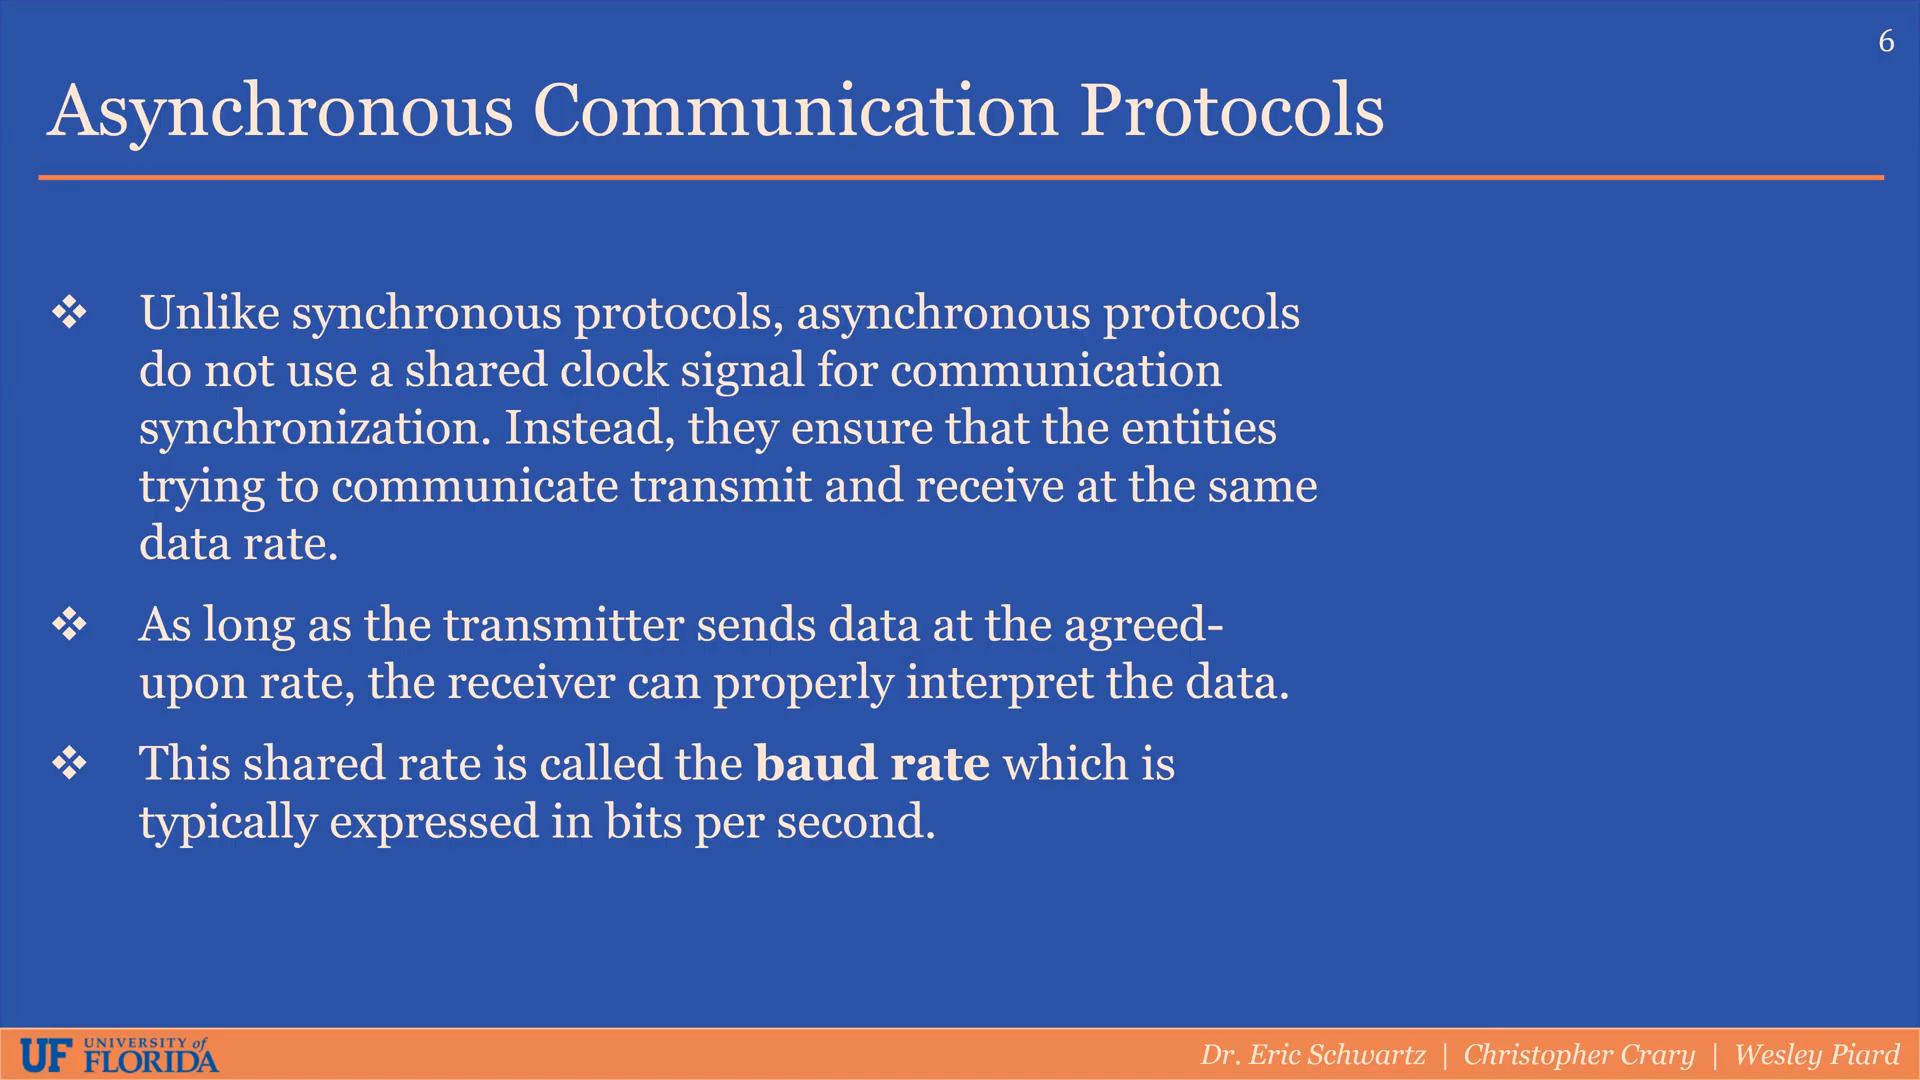 6
Asynchronous Communication Protocols
❖ Unlike synchronous protocols, asynchronous protocols
do not use a shared clock signal for communication
synchronization. Instead, they ensure that the entities
trying to communicate transmit and receive at the same
data rate.
❖ As long as the transmitter sends data at the agreed-
upon rate, the receiver can properly interpret the data.
❖ This shared rate is called the baud rate which is
typically expressed in bits per second.
UF UNIVERSITY of
FLORIDA
Dr. Eric Schwartz | Christopher Crary | Wesley Piard